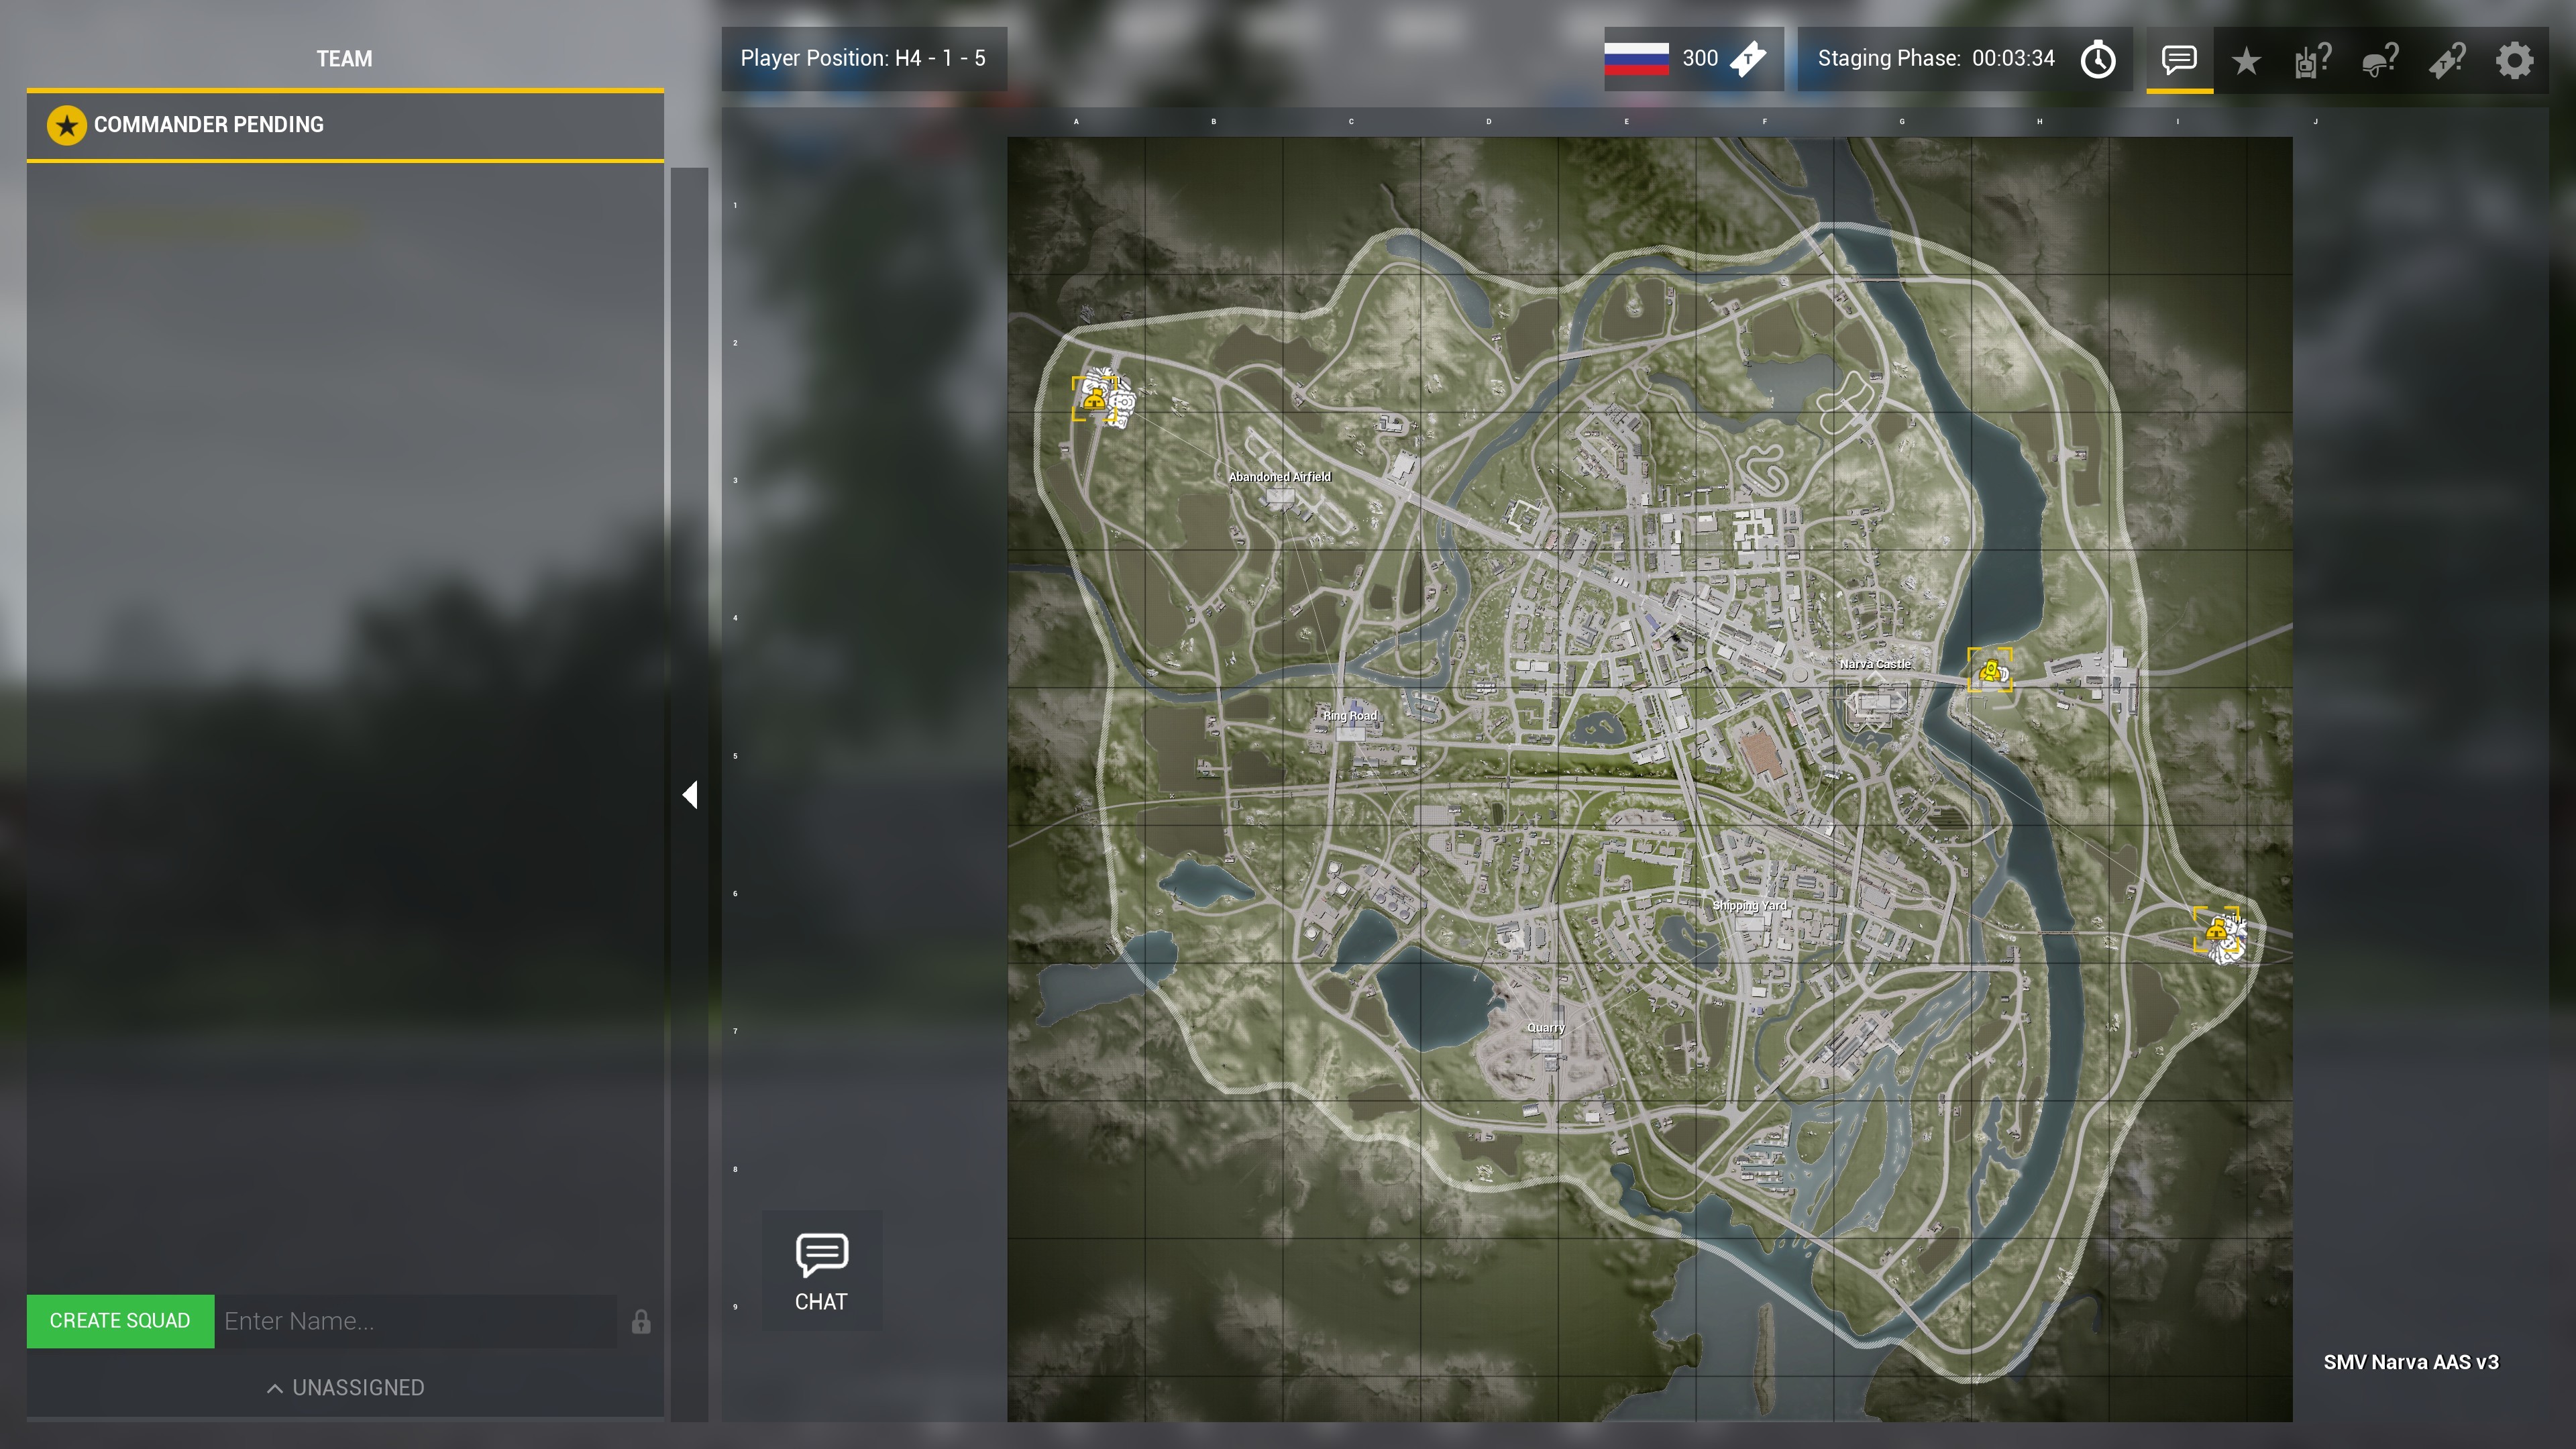 TEAM
Player Position: H4 - 1 - 5
300
T
Staging Phase: 00:03:34
?
?
T?
COMMANDER PENDING
A B C D E F G H I J
1
2
3
4
5
6
7
8
9
Abandoned Airfield
Narva Castle
Ring Road
Shipping Yard
Quarry
CHAT
CREATE SQUAD
Enter Name...
UNASSIGNED
SMV Narva AAS v3